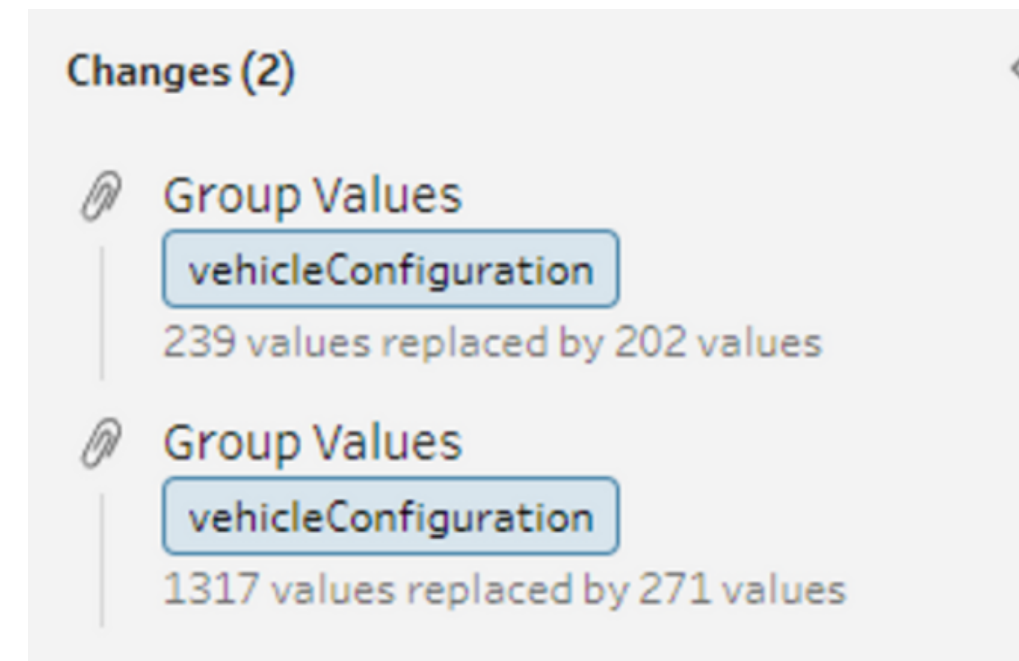 Changes (2)
Group Values
vehicleConfiguration
239 values replaced by 202 values
Group Values
vehicleConfiguration
1317 values replaced by 271 values